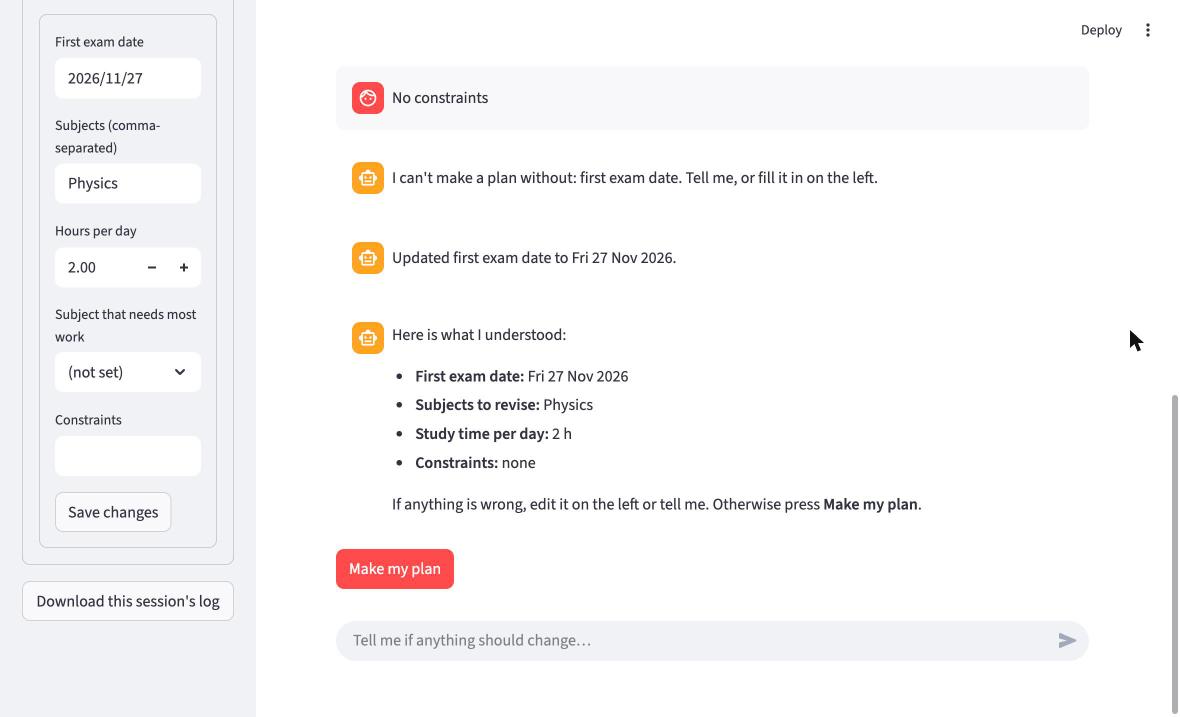 First exam date
2026/11/27
Subjects (comma-
separated)
Physics
Hours per day
2.00
Subject that needs most
work
(not set)
Constraints
Save changes
Download this session's log
Deploy
No constraints
I can't make a plan without: first exam date. Tell me, or fill it in on the left.
Updated first exam date to Fri 27 Nov 2026.
Here is what I understood:
• First exam date: Fri 27 Nov 2026
• Subjects to revise: Physics
• Study time per day: 2 h
• Constraints: none
If anything is wrong, edit it on the left or tell me. Otherwise press Make my plan.
Make my plan
Tell me if anything should change…